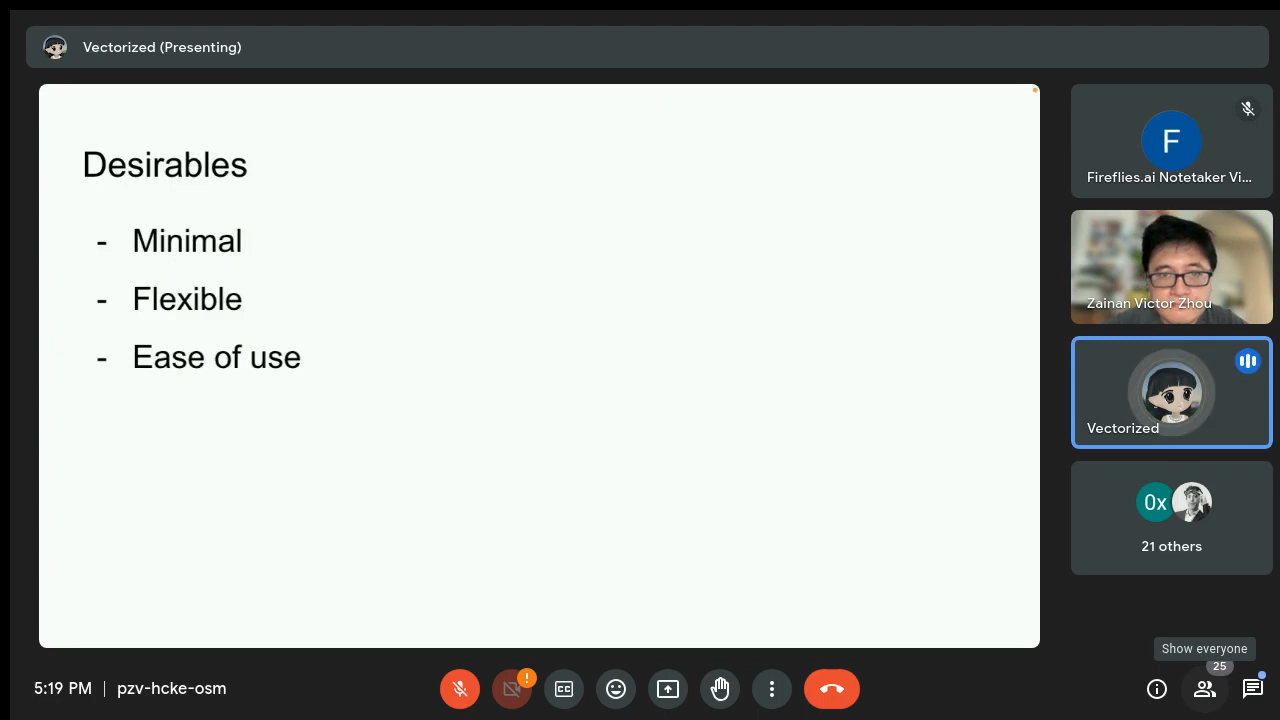 Vectorized (Presenting)
Desirables
- Minimal
- Flexible
- Ease of use
F
Fireflies.ai Notetaker Vi...
Zainan Victor Zhou
Vectorized
0x
21 others
Show everyone
25
5:19 PM | pzv-hcke-osm
!
CC